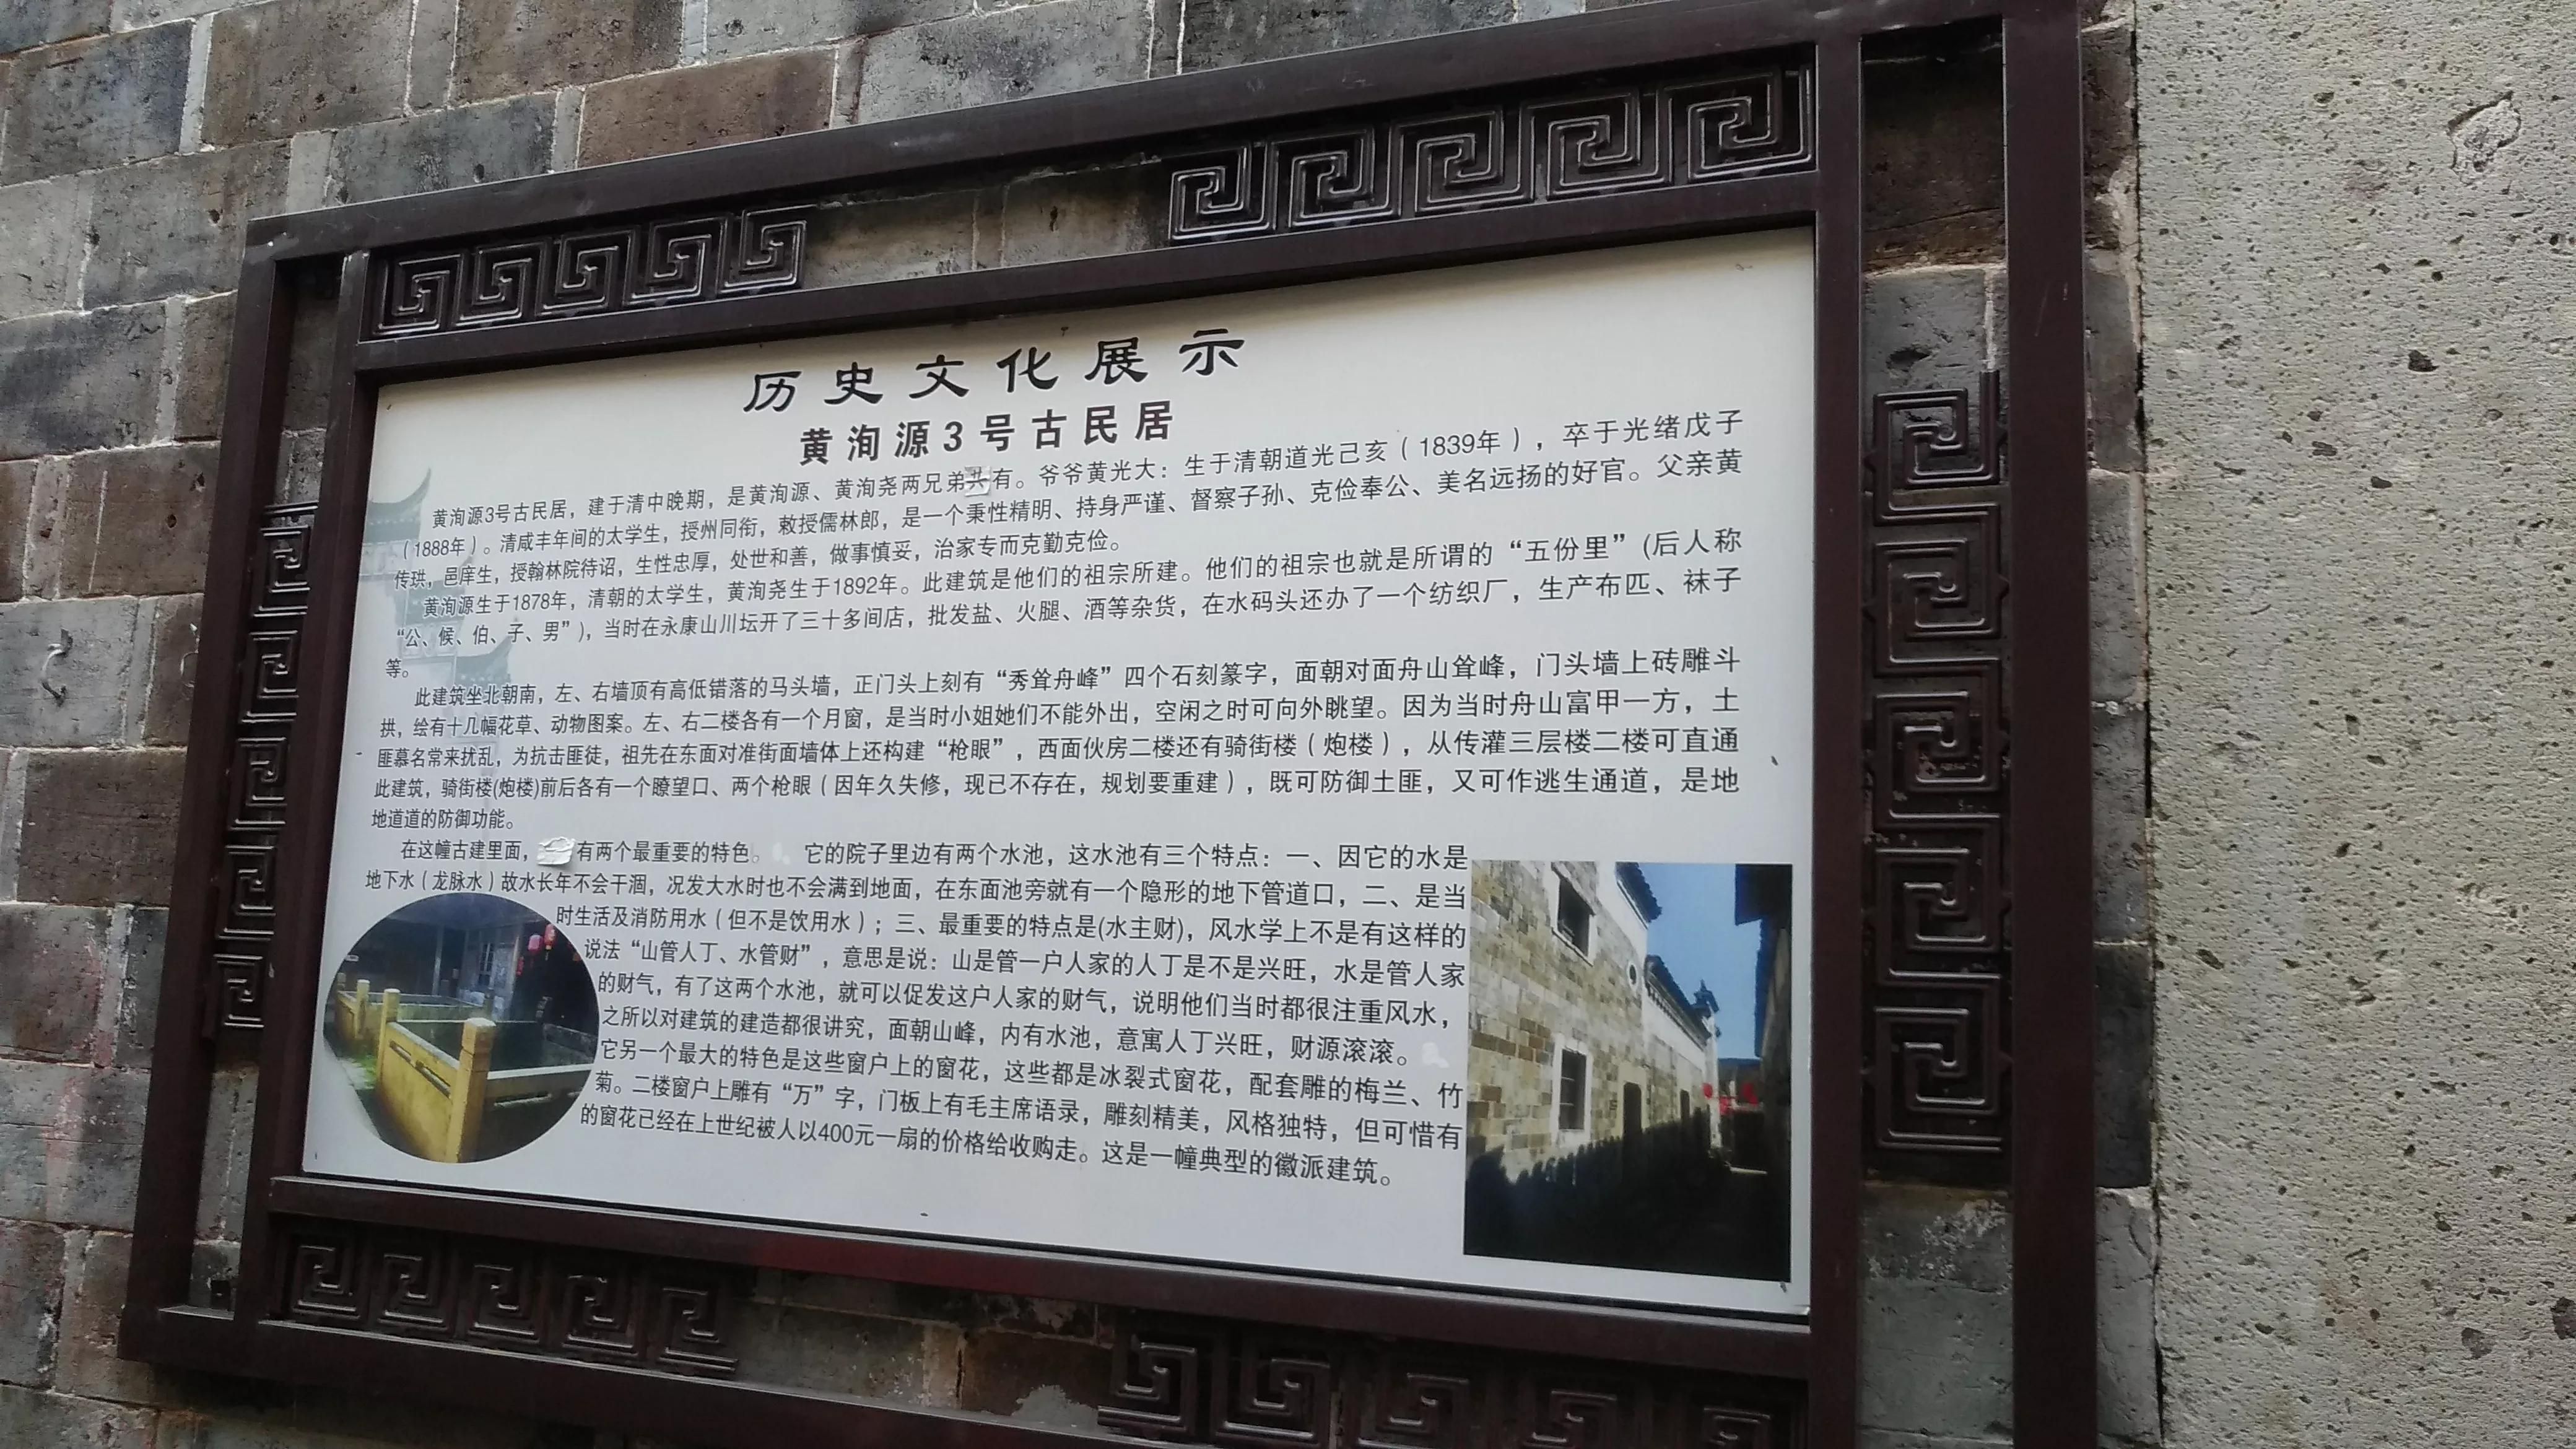 历史文化展示
黄洵源3号古民居
黄洵源3号古民居，建于清中晚期，是黄洵源、黄洵尧两兄弟共有。爷爷黄光大：生于清朝道光己亥（1839年），卒于光绪戊子
（1888年）。清咸丰年间的太学生，授州同衔，敕授儒林郎，是一个秉性精明、持身严谨、督察子孙、克俭奉公、美名远扬的好官。父亲黄
传珙，邑庠生，授翰林院待诏，生性忠厚，处世和善，做事慎妥，治家专而克勤克俭。
黄洵源生于1878年，清朝的太学生，黄洵尧生于1892年。此建筑是他们的祖宗所建。他们的祖宗也就是所谓的“五份里”(后人称
“公、候、伯、子、男”)，当时在永康山川坛开了三十多间店，批发盐、火腿、酒等杂货，在水码头还办了一个纺织厂，生产布匹、袜子
等。
此建筑坐北朝南，左、右墙顶有高低错落的马头墙，正门头上刻有“秀耸舟峰”四个石刻篆字，面朝对面舟山耸峰，门头墙上砖雕斗
拱，绘有十几幅花草、动物图案。左、右二楼各有一个月窗，是当时小姐她们不能外出，空闲之时可向外眺望。因为当时舟山富甲一方，土
匪慕名常来扰乱，为抗击匪徒，祖先在东面对准街面墙体上还构建“枪眼”，西面伙房二楼还有骑街楼（炮楼），从传灌三层楼二楼可直通
此建筑，骑街楼(炮楼)前后各有一个瞭望口、两个枪眼（因年久失修，现已不存在，规划要重建），既可防御土匪，又可作逃生通道，是地
地道道的防御功能。
在这幢古建里面，有两个最重要的特色。它的院子里边有两个水池，这水池有三个特点：一、因它的水是
地下水（龙脉水）故水长年不会干涸，况发大水时也不会满到地面，在东面池旁就有一个隐形的地下管道口，二、是当
时生活及消防用水（但不是饮用水）；三、最重要的特点是(水主财)，风水学上不是有这样的
说法“山管人丁、水管财”，意思是说：山是管一户人家的人丁是不是兴旺，水是管人家
的财气，有了这两个水池，就可以促发这户人家的财气，说明他们当时都很注重风水，
之所以对建筑的建造都很讲究，面朝山峰，内有水池，意寓人丁兴旺，财源滚滚。
它另一个最大的特色是这些窗户上的窗花，这些都是冰裂式窗花，配套雕的梅兰、竹
菊。二楼窗户上雕有“万”字，门板上有毛主席语录，雕刻精美，风格独特，但可惜有
的窗花已经在上世纪被人以400元一扇的价格给收购走。这是一幢典型的徽派建筑。